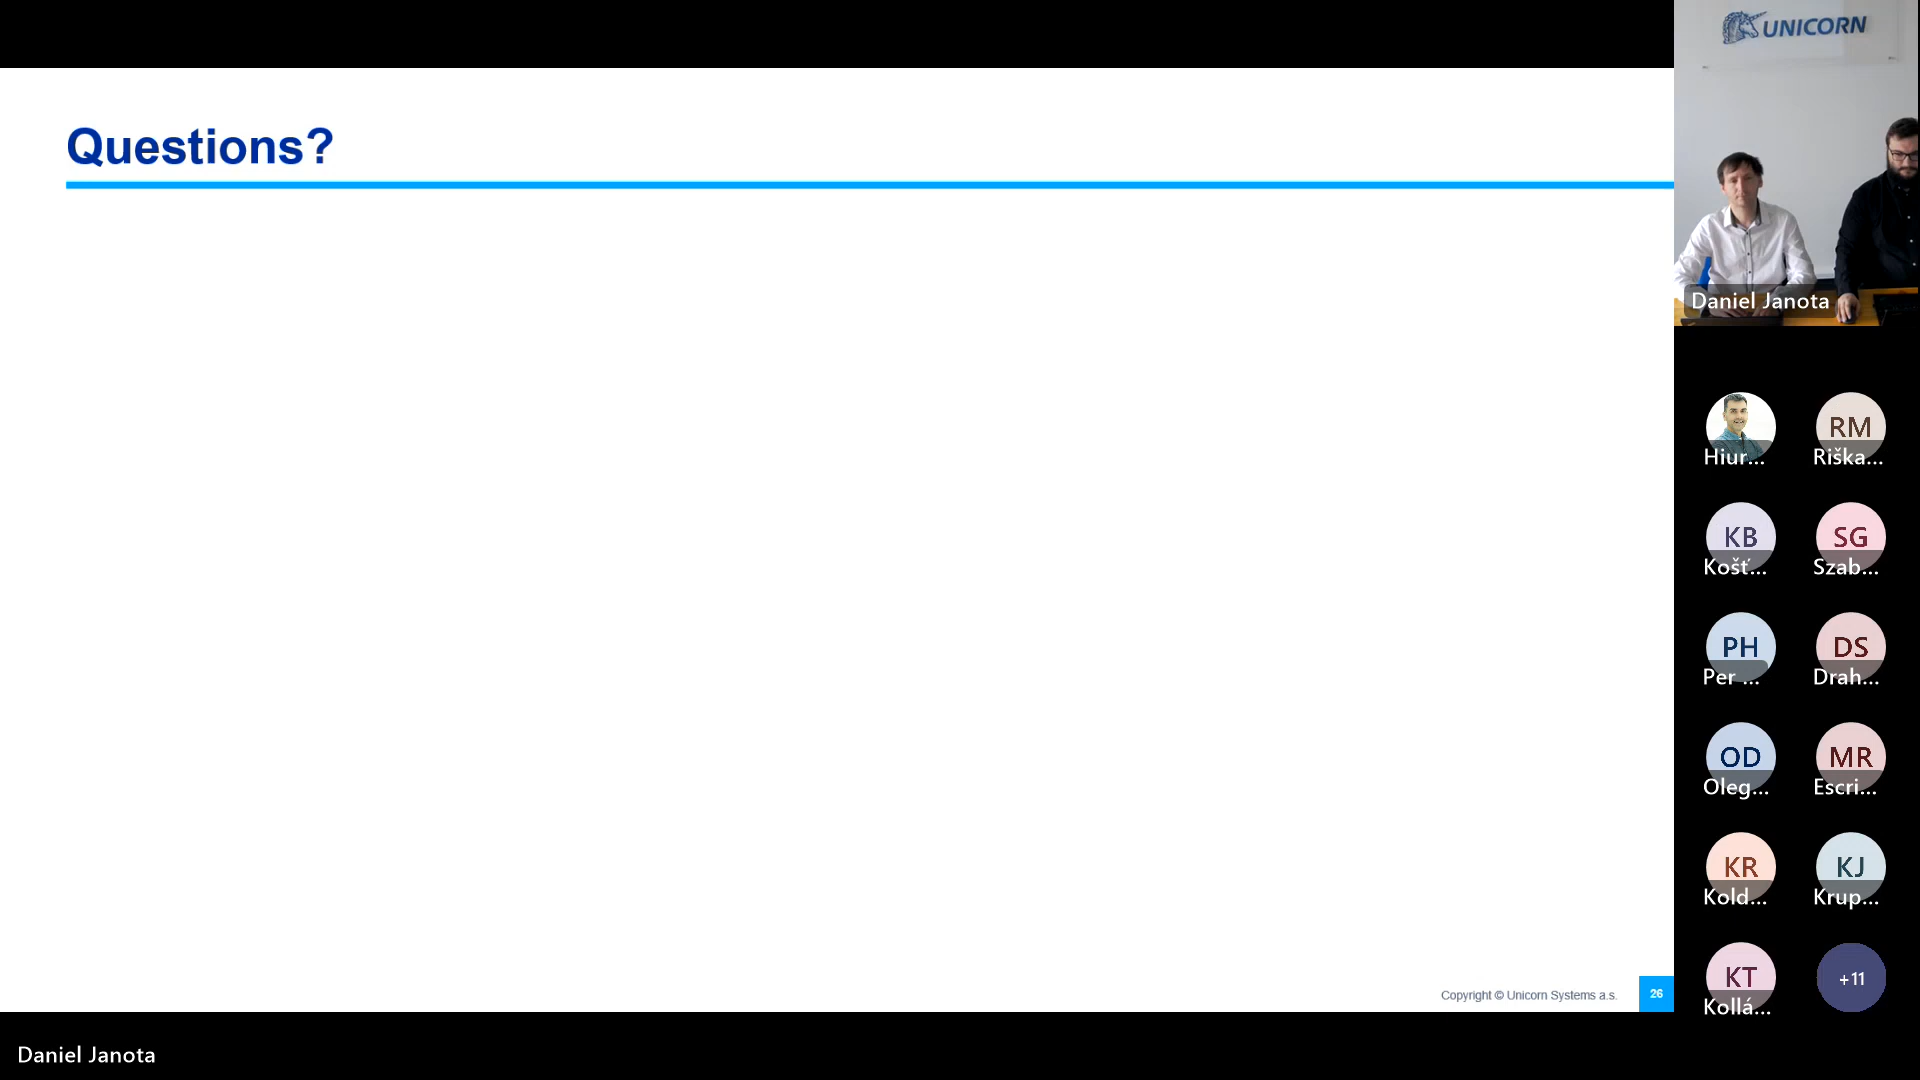 UNICORN
Questions?
Daniel Janota
Hiur...
RM
Riška...
KB
Košť...
SG
Szab...
PH
Per ...
DS
Drah...
OD
Oleg...
MR
Escri...
KR
Kold...
KJ
Krup...
KT
Kollá...
+11
Copyright © Unicorn Systems a.s.
26
Daniel Janota